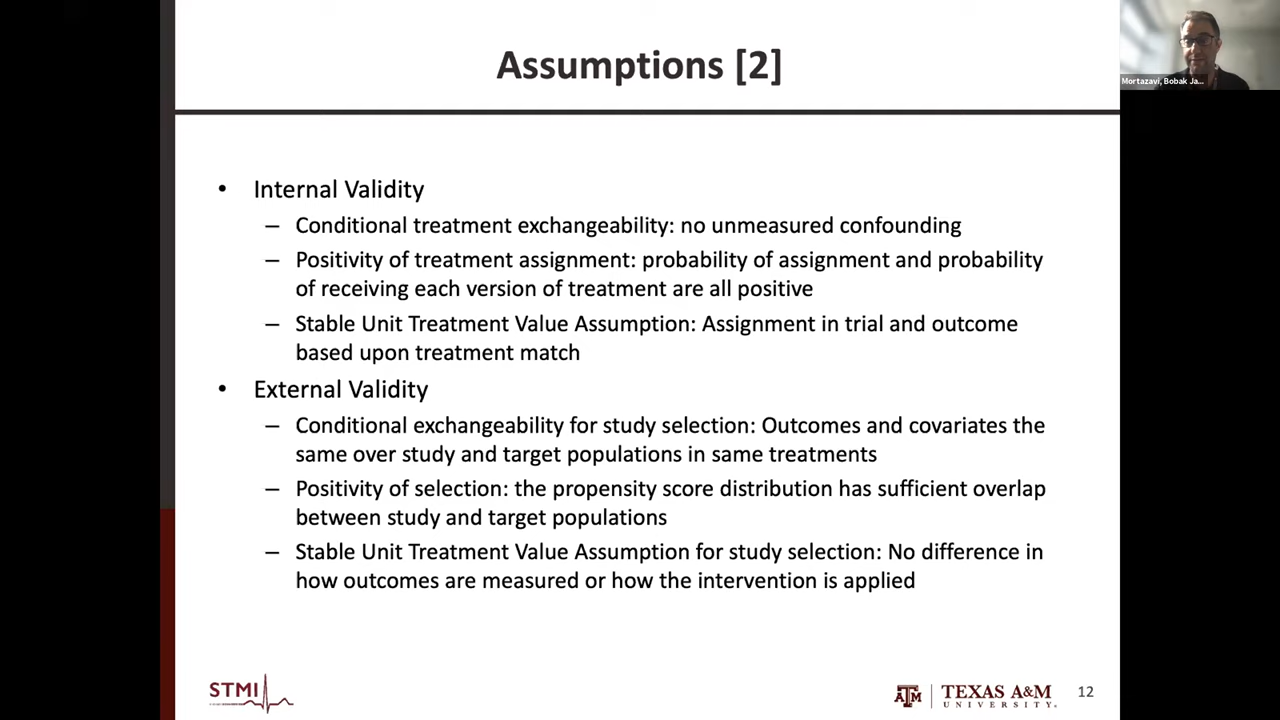 Assumptions [2]
Mortazavi, Bobak Ja...
• Internal Validity
– Conditional treatment exchangeability: no unmeasured confounding
– Positivity of treatment assignment: probability of assignment and probability
of receiving each version of treatment are all positive
– Stable Unit Treatment Value Assumption: Assignment in trial and outcome
based upon treatment match
• External Validity
– Conditional exchangeability for study selection: Outcomes and covariates the
same over study and target populations in same treatments
– Positivity of selection: the propensity score distribution has sufficient overlap
between study and target populations
– Stable Unit Treatment Value Assumption for study selection: No difference in
how outcomes are measured or how the intervention is applied
STMI
ATM
TEXAS A&M
UNIVERSITY.
12